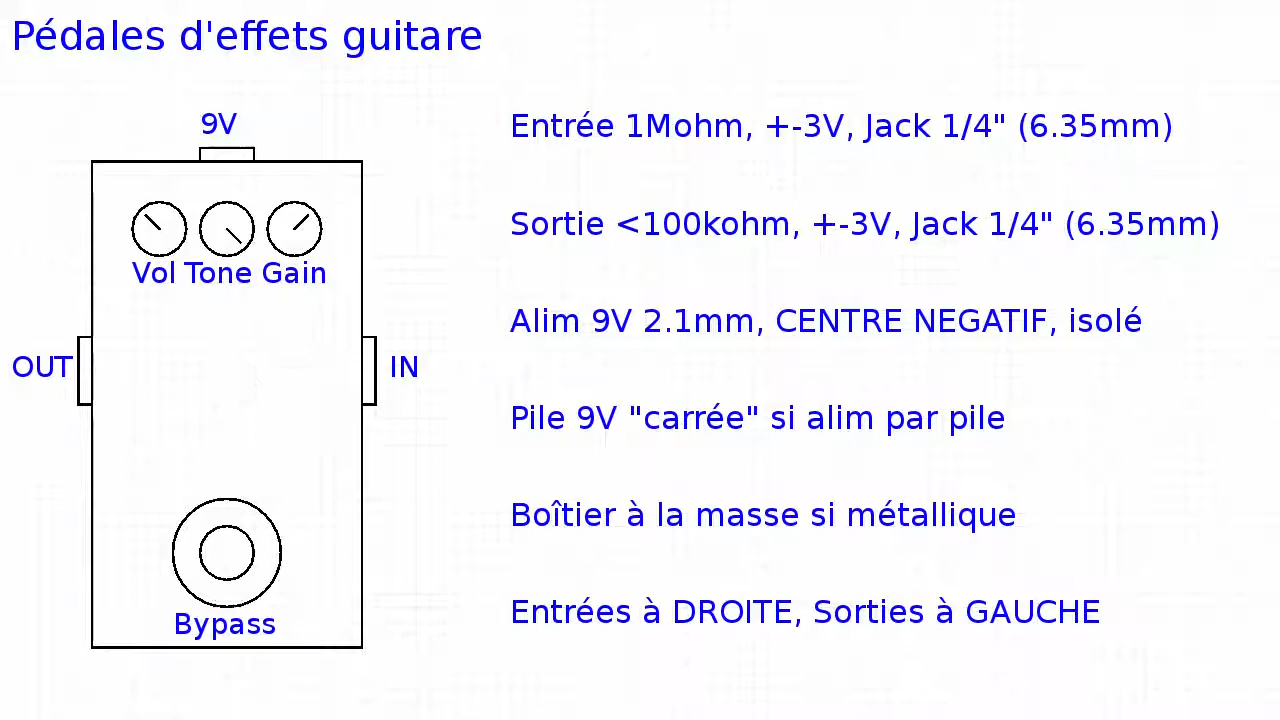 Pédales d'effets guitare
9V
Vol Tone Gain
OUT
IN
Bypass
Entrée 1Mohm, +-3V, Jack 1/4" (6.35mm)
Sortie <100kohm, +-3V, Jack 1/4" (6.35mm)
Alim 9V 2.1mm, CENTRE NEGATIF, isolé
Pile 9V "carrée" si alim par pile
Boîtier à la masse si métallique
Entrées à DROITE, Sorties à GAUCHE